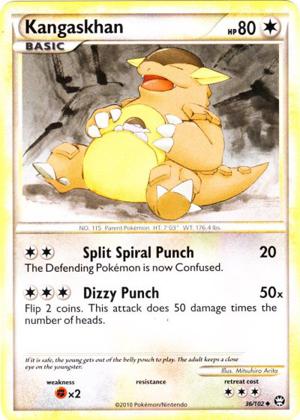 Kangaskhan HP 80
BASIC
NO. 115 Parent Pokémon. HT: 7'03" WT: 176.4 lbs.
Split Spiral Punch 20
The Defending Pokémon is now Confused.
Dizzy Punch 50x
Flip 2 coins. This attack does 50 damage times the
number of heads.
If it is safe, the young gets out of the belly pouch to play. The adult keeps a close
eye on the youngster.
Illus. Mitsuhiro Arita
weakness resistance retreat cost
×2
36/102
©2010 Pokémon/Nintendo